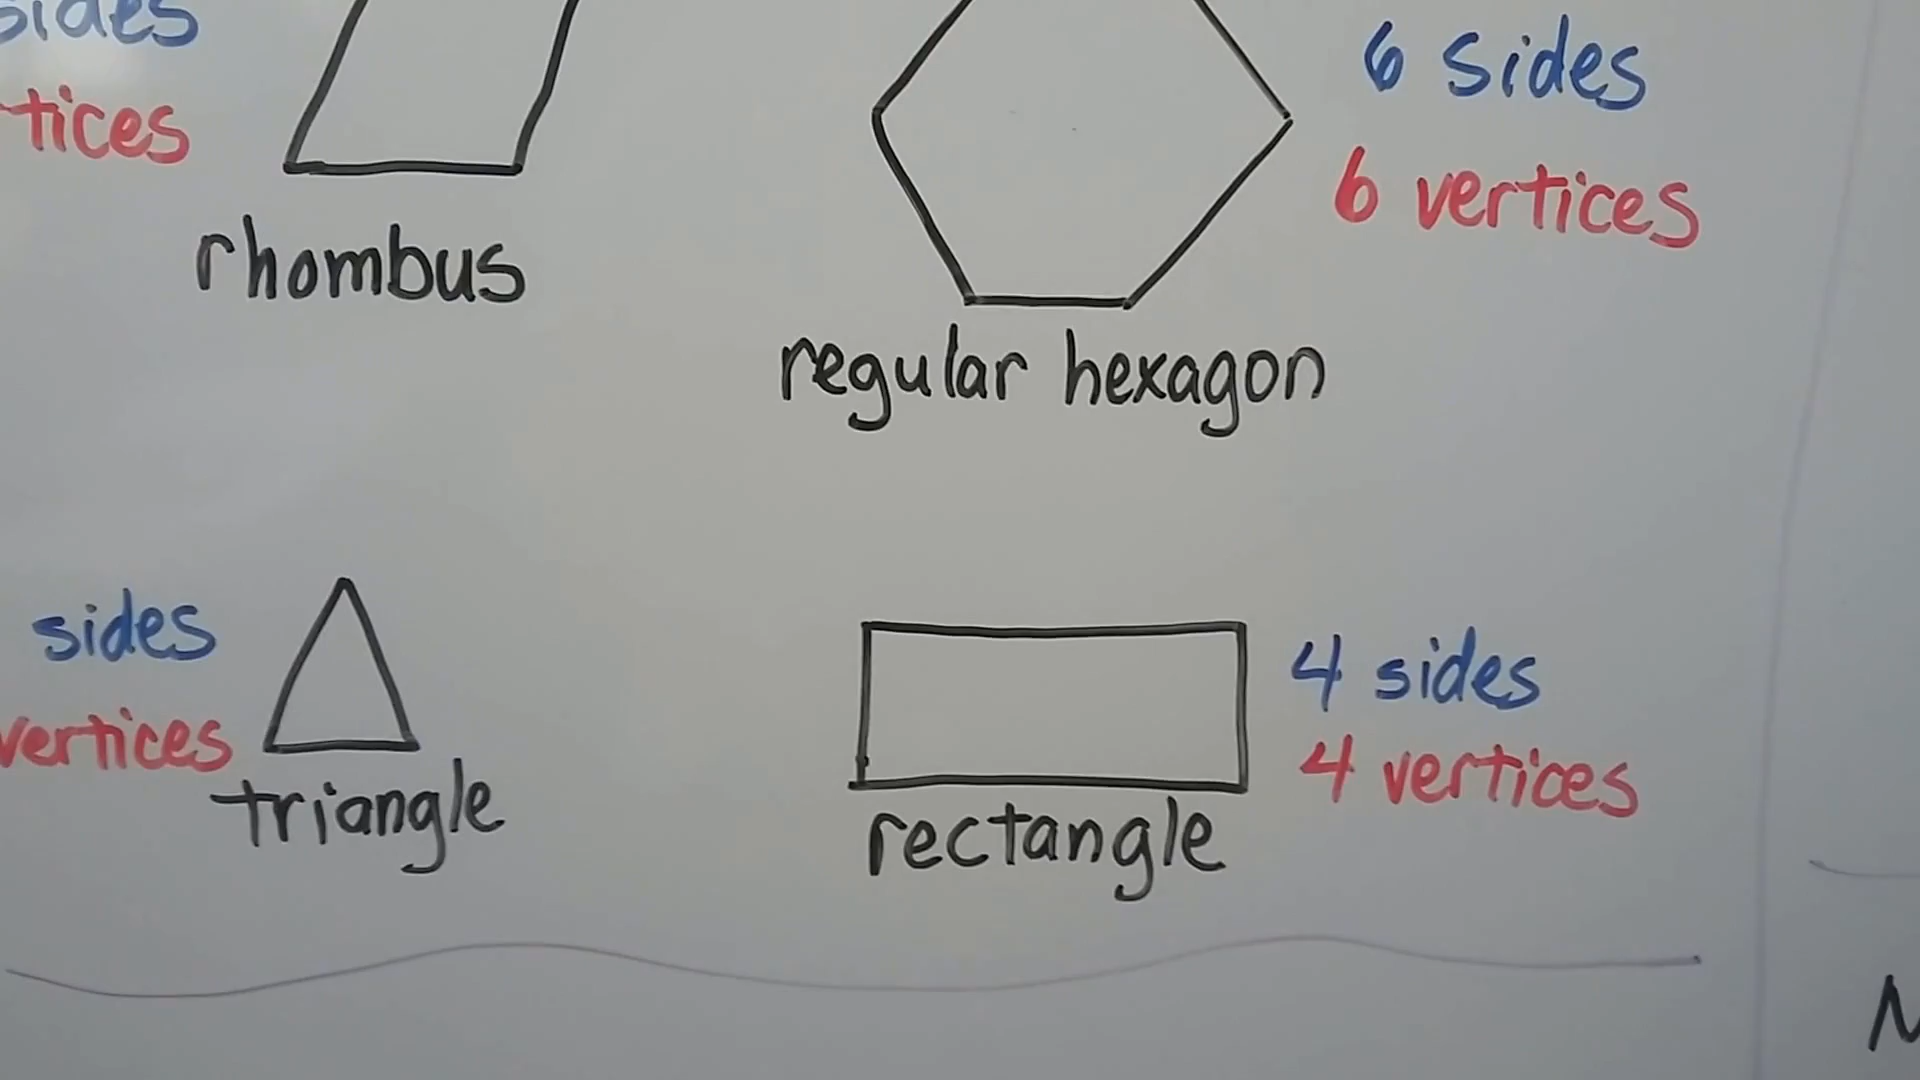 sides
6 sides
tices
6 vertices
rhombus
regular hexagon
sides
4 sides
vertices
4 vertices
triangle
rectangle